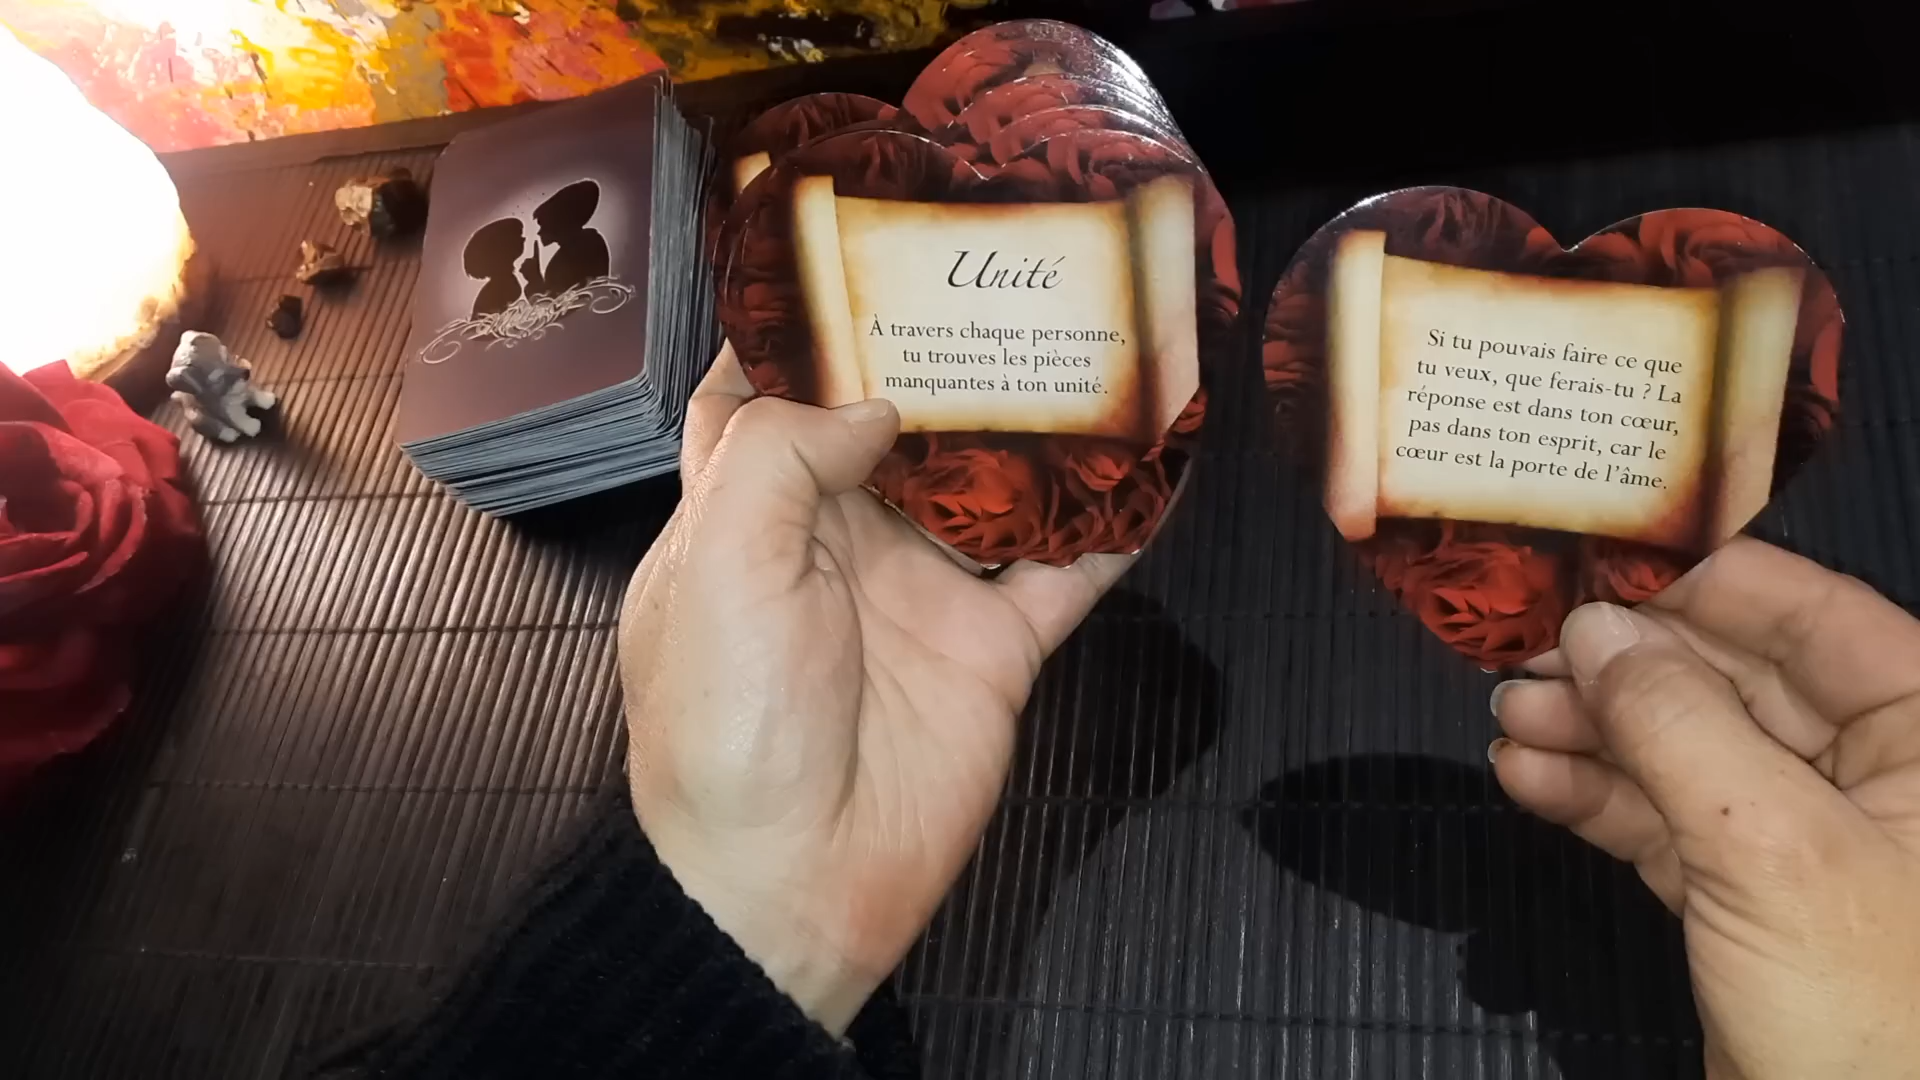 Unité
À travers chaque personne,
tu trouves les pièces
manquantes à ton unité.
Si tu pouvais faire ce que
tu veux, que ferais-tu ? La
réponse est dans ton cœur,
pas dans ton esprit, car le
cœur est la porte de l'âme.